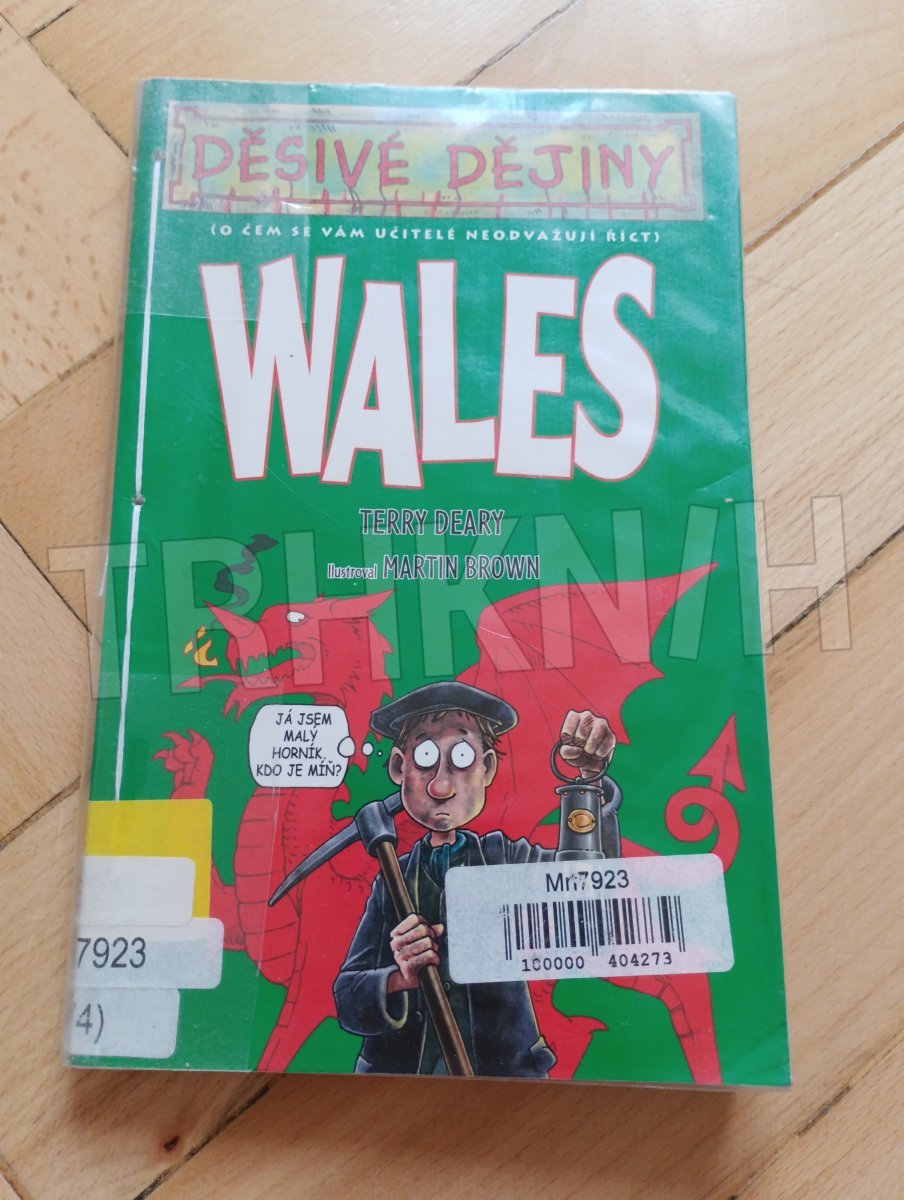 DĚSIVÉ DĚJINY
(O ČEM SE VÁM UČITELÉ NEODVAŽUJÍ ŘÍCT)
WALES
TERRY DEARY
Ilustroval MARTIN BROWN
TRHKNIH
JÁ JSEM
MALÝ
HORNÍK.
KDO JE MÍŇ?
Mn7923
100000 404273
7923
(4)